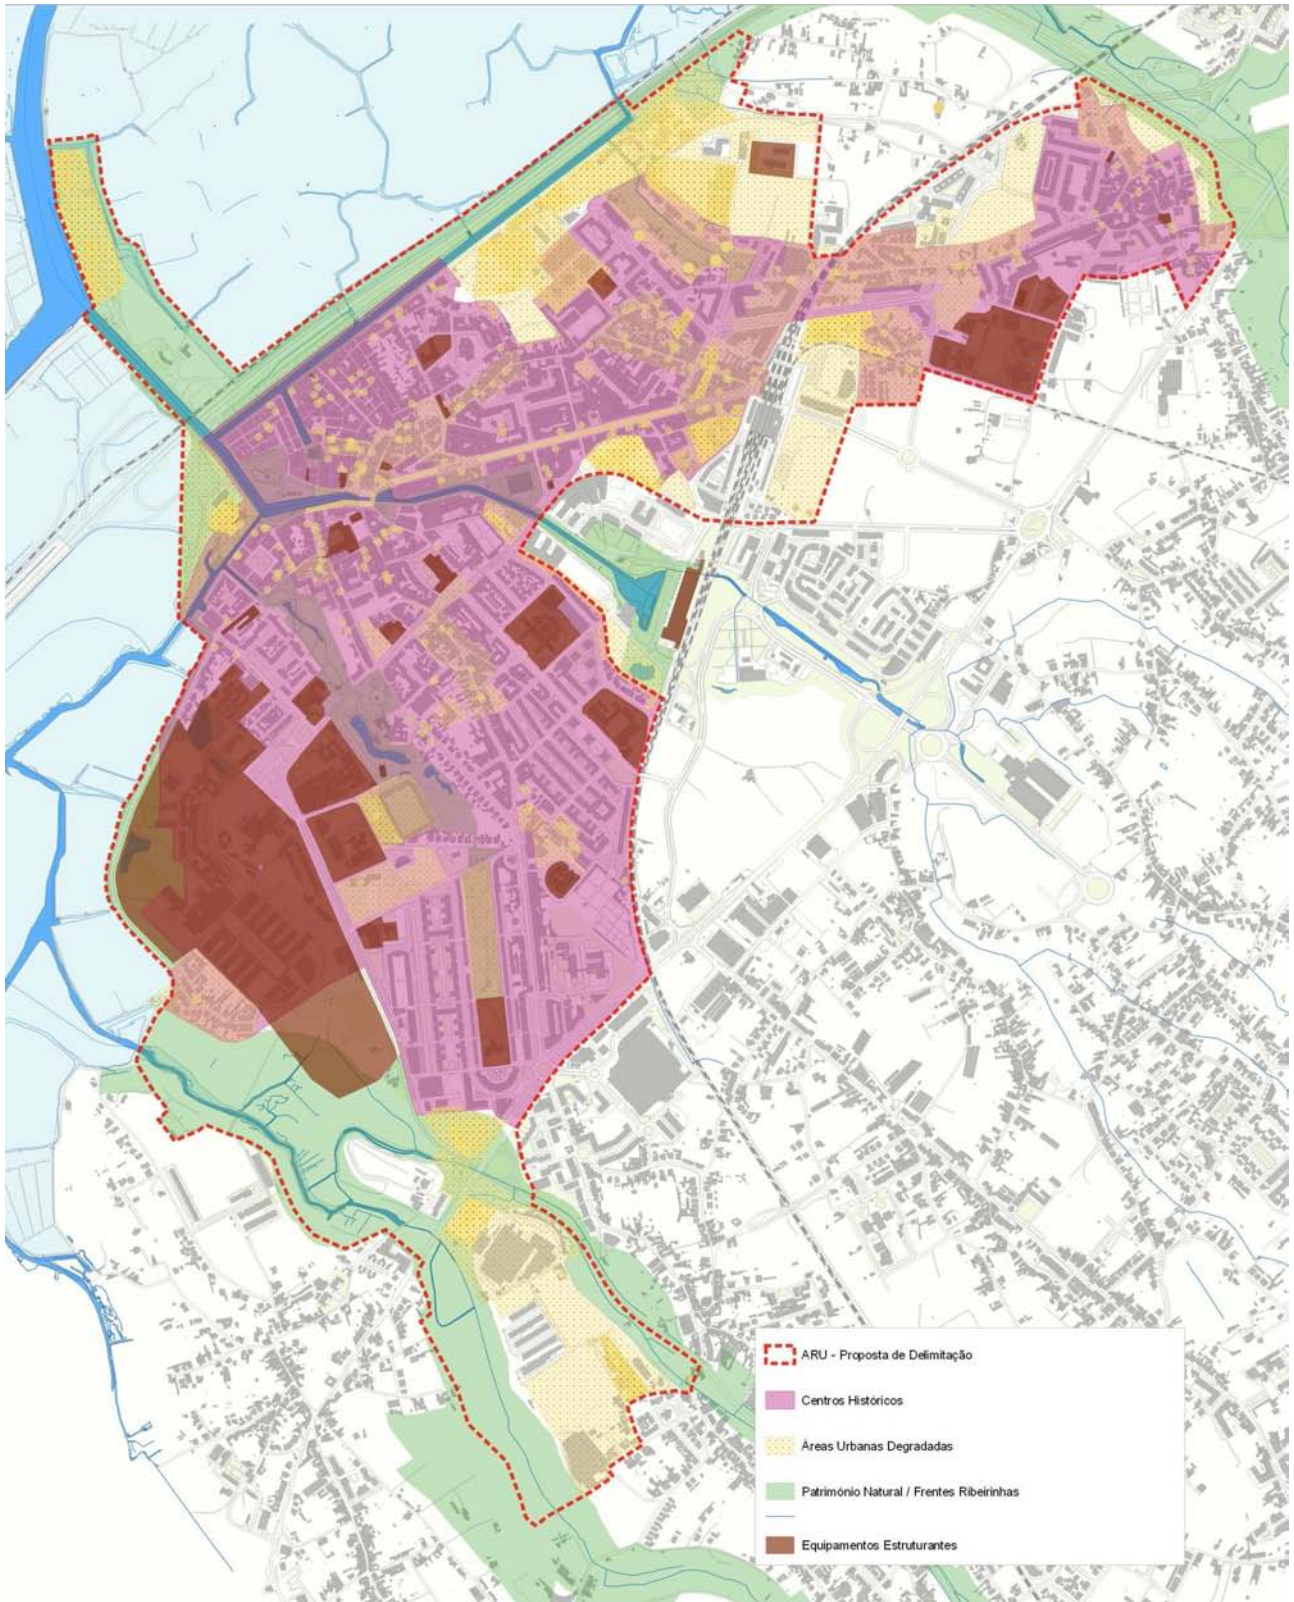 ARU - Proposta de Delimitação
Centros Históricos
Áreas Urbanas Degradadas
Património Natural / Frentes Ribeirinhas
Equipamentos Estruturantes